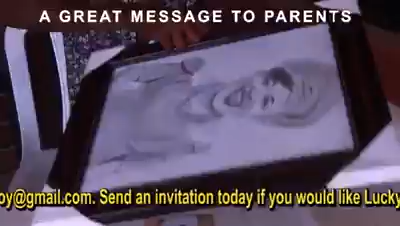 A GREAT MESSAGE TO PARENTS
oy@gmail.com. Send an invitation today if you would like Lucky